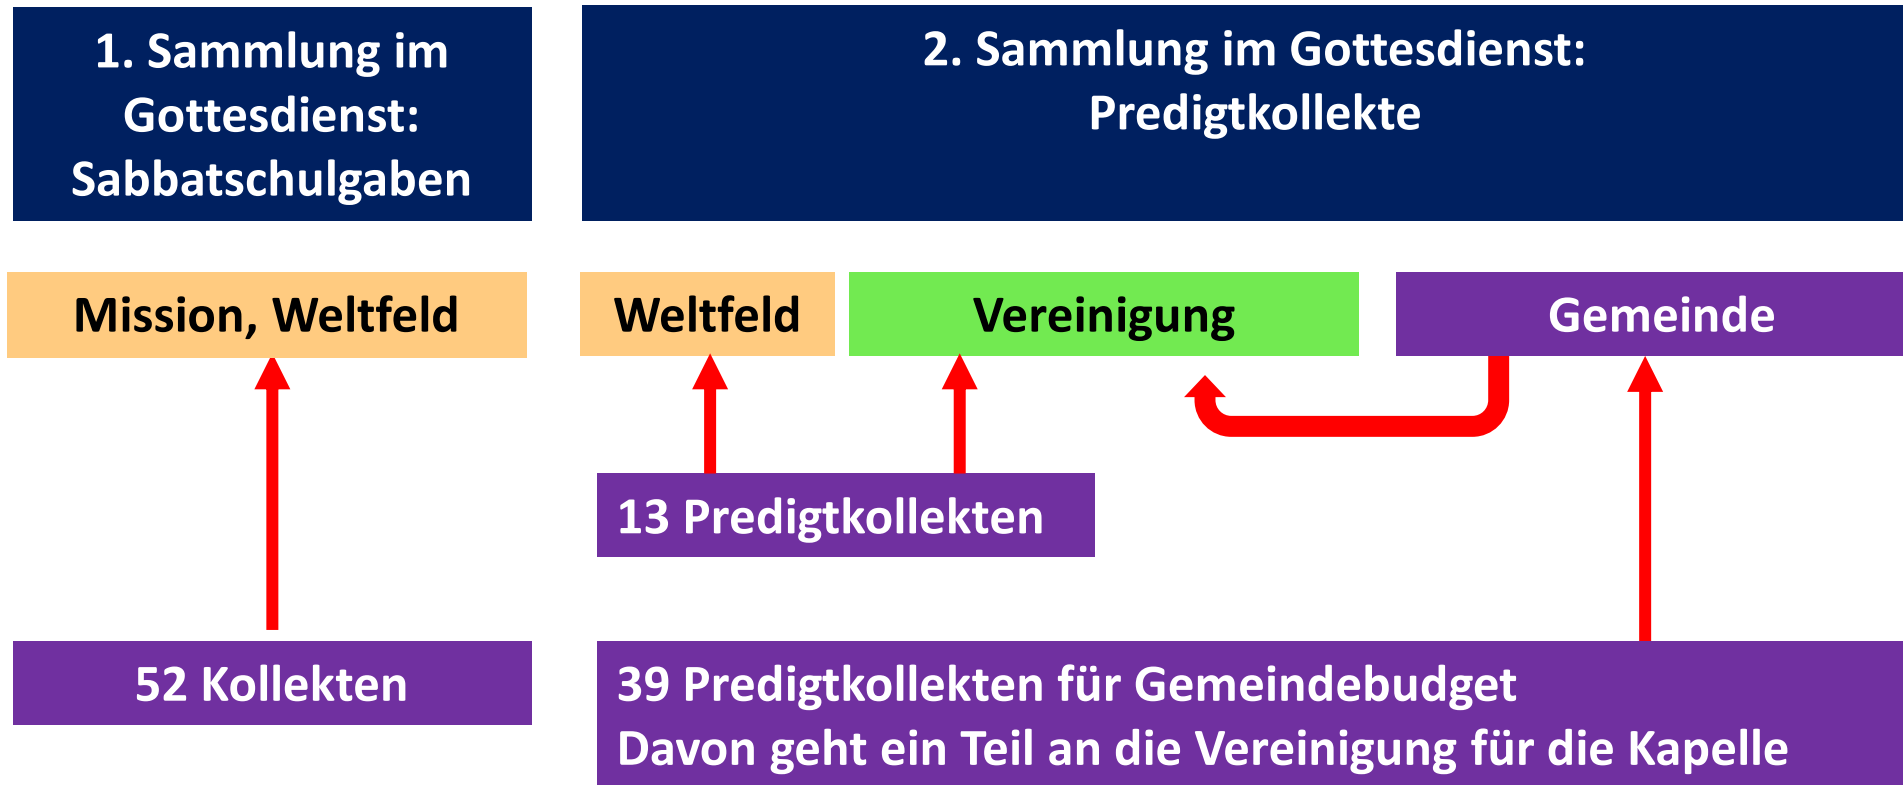 1. Sammlung im
Gottesdienst:
Sabbatschulgaben
2. Sammlung im Gottesdienst:
Predigtkollekte
Mission, Weltfeld
Weltfeld
Vereinigung
Gemeinde
13 Predigtkollekten
52 Kollekten
39 Predigtkollekten für Gemeindebudget
Davon geht ein Teil an die Vereinigung für die Kapelle